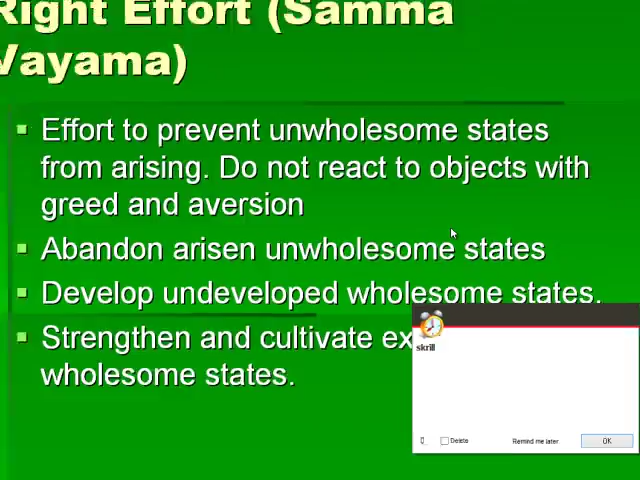 Right Effort (Samma
Vayama)
Effort to prevent unwholesome states
from arising. Do not react to objects with
greed and aversion
Abandon arisen unwholesome states
Develop undeveloped wholesome states.
Strengthen and cultivate ex
wholesome states.
skrill
Delete
Remind me later
OK